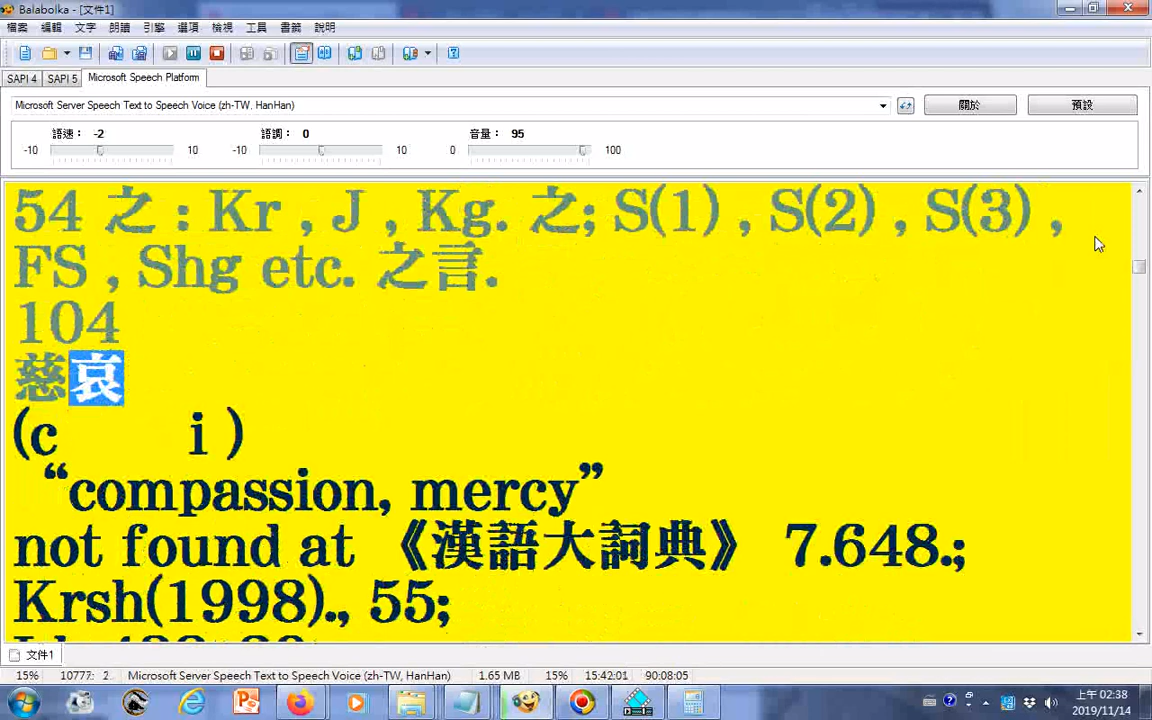 Balabolka - [文件1]
檔案 編輯 文字 朗讀 引擎 選項 檢視 工具 書籤 說明
SAPI 4 SAPI 5 Microsoft Speech Platform
Microsoft Server Speech Text to Speech Voice (zh-TW, HanHan) 關於 預設
語速： -2 語調： 0 音量： 95
-10 10 -10 10 0 100
54 之 : Kr , J , Kg. 之; S(1) , S(2) , S(3) ,
FS , Shg etc. 之言.
104
慈哀
(c i )
“compassion, mercy”
not found at 《漢語大詞典》 7.648.;
Krsh(1998)., 55;
文件1
15% 10777: 2 Microsoft Server Speech Text to Speech Voice (zh-TW, HanHan) 1.65 MB 15% 15:42:01 90:08:05
上午 02:38
2019/11/14